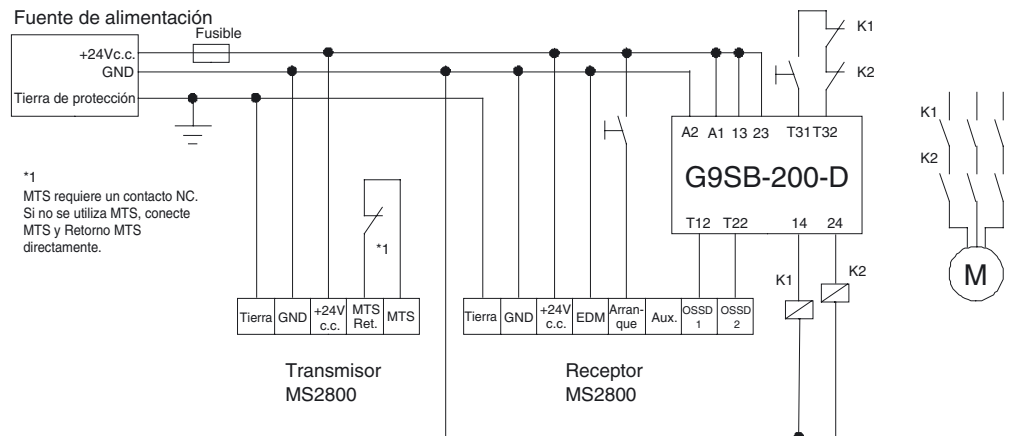 Fuente de alimentación
+24Vc.c.
GND
Tierra de protección
Fusible
K1
K2
A2 A1 13 23 T31 T32
G9SB-200-D
T12 T22 14 24
K1
K2
K1
K2
M
*1
MTS requiere un contacto NC.
Si no se utiliza MTS, conecte
MTS y Retorno MTS
directamente.
*1
Tierra
GND
+24V
c.c.
MTS
Ret.
MTS
Transmisor
MS2800
Tierra
GND
+24V
c.c.
EDM
Arran-
que
Aux.
OSSD
1
OSSD
2
Receptor
MS2800